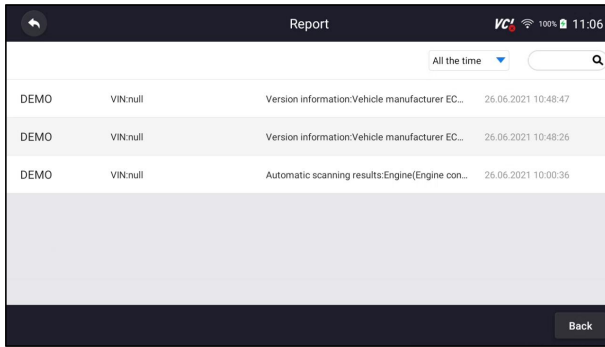 Report VCI 100% 11:06
All the time
DEMO VIN:null Version information:Vehicle manufacturer EC... 26.06.2021 10:48:47
DEMO VIN:null Version information:Vehicle manufacturer EC... 26.06.2021 10:48:26
DEMO VIN:null Automatic scanning results:Engine(Engine con... 26.06.2021 10:00:36
Back